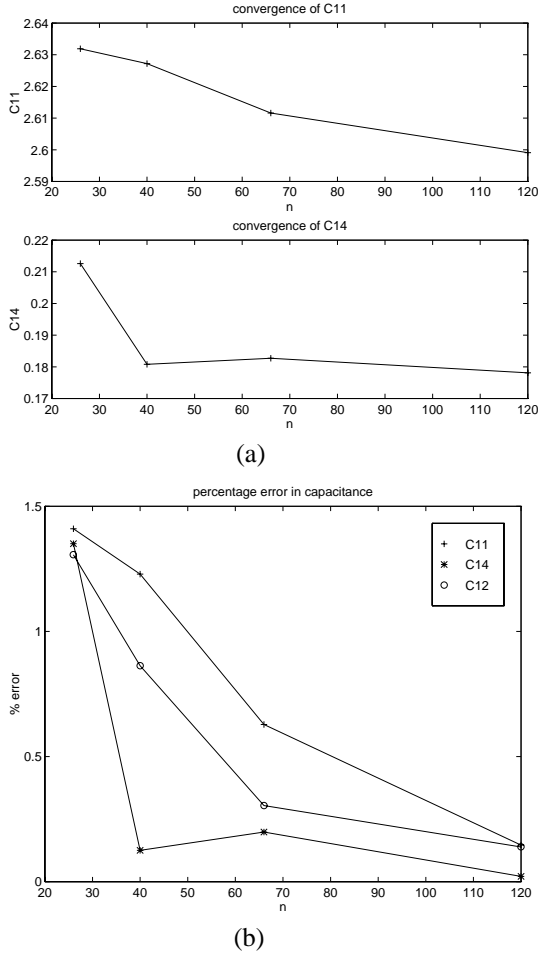 convergence of C11
2.64
2.63
2.62
2.61
2.6
2.59
C11
20 30 40 50 60 70 80 90 100 110 120
n
convergence of C14
0.22
0.21
0.2
0.19
0.18
0.17
C14
20 30 40 50 60 70 80 90 100 110 120
n
(a)
percentage error in capacitance
1.5
1
0.5
0
% error
C11
C14
C12
20 30 40 50 60 70 80 90 100 110 120
n
(b)